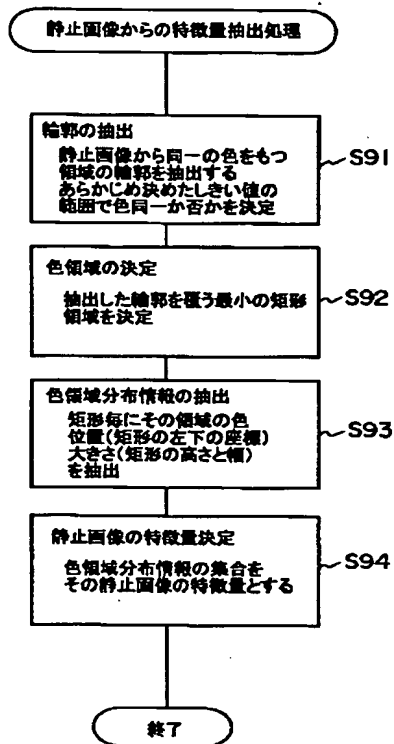 静止画像からの特徴量抽出処理
輪郭の抽出
静止画像から同一の色をもつ
領域の輪郭を抽出する
あらかじめ決めたしきい値の
範囲で色同一か否かを決定
S91
色領域の決定
抽出した輪郭を覆う最小の矩形
領域を決定
S92
色領域分布情報の抽出
矩形毎にその領域の色
位置(矩形の左下の座標)
大きさ(矩形の高さと幅)
を抽出
S93
静止画像の特徴量決定
色領域分布情報の集合を
その静止画像の特徴量とする
S94
終了